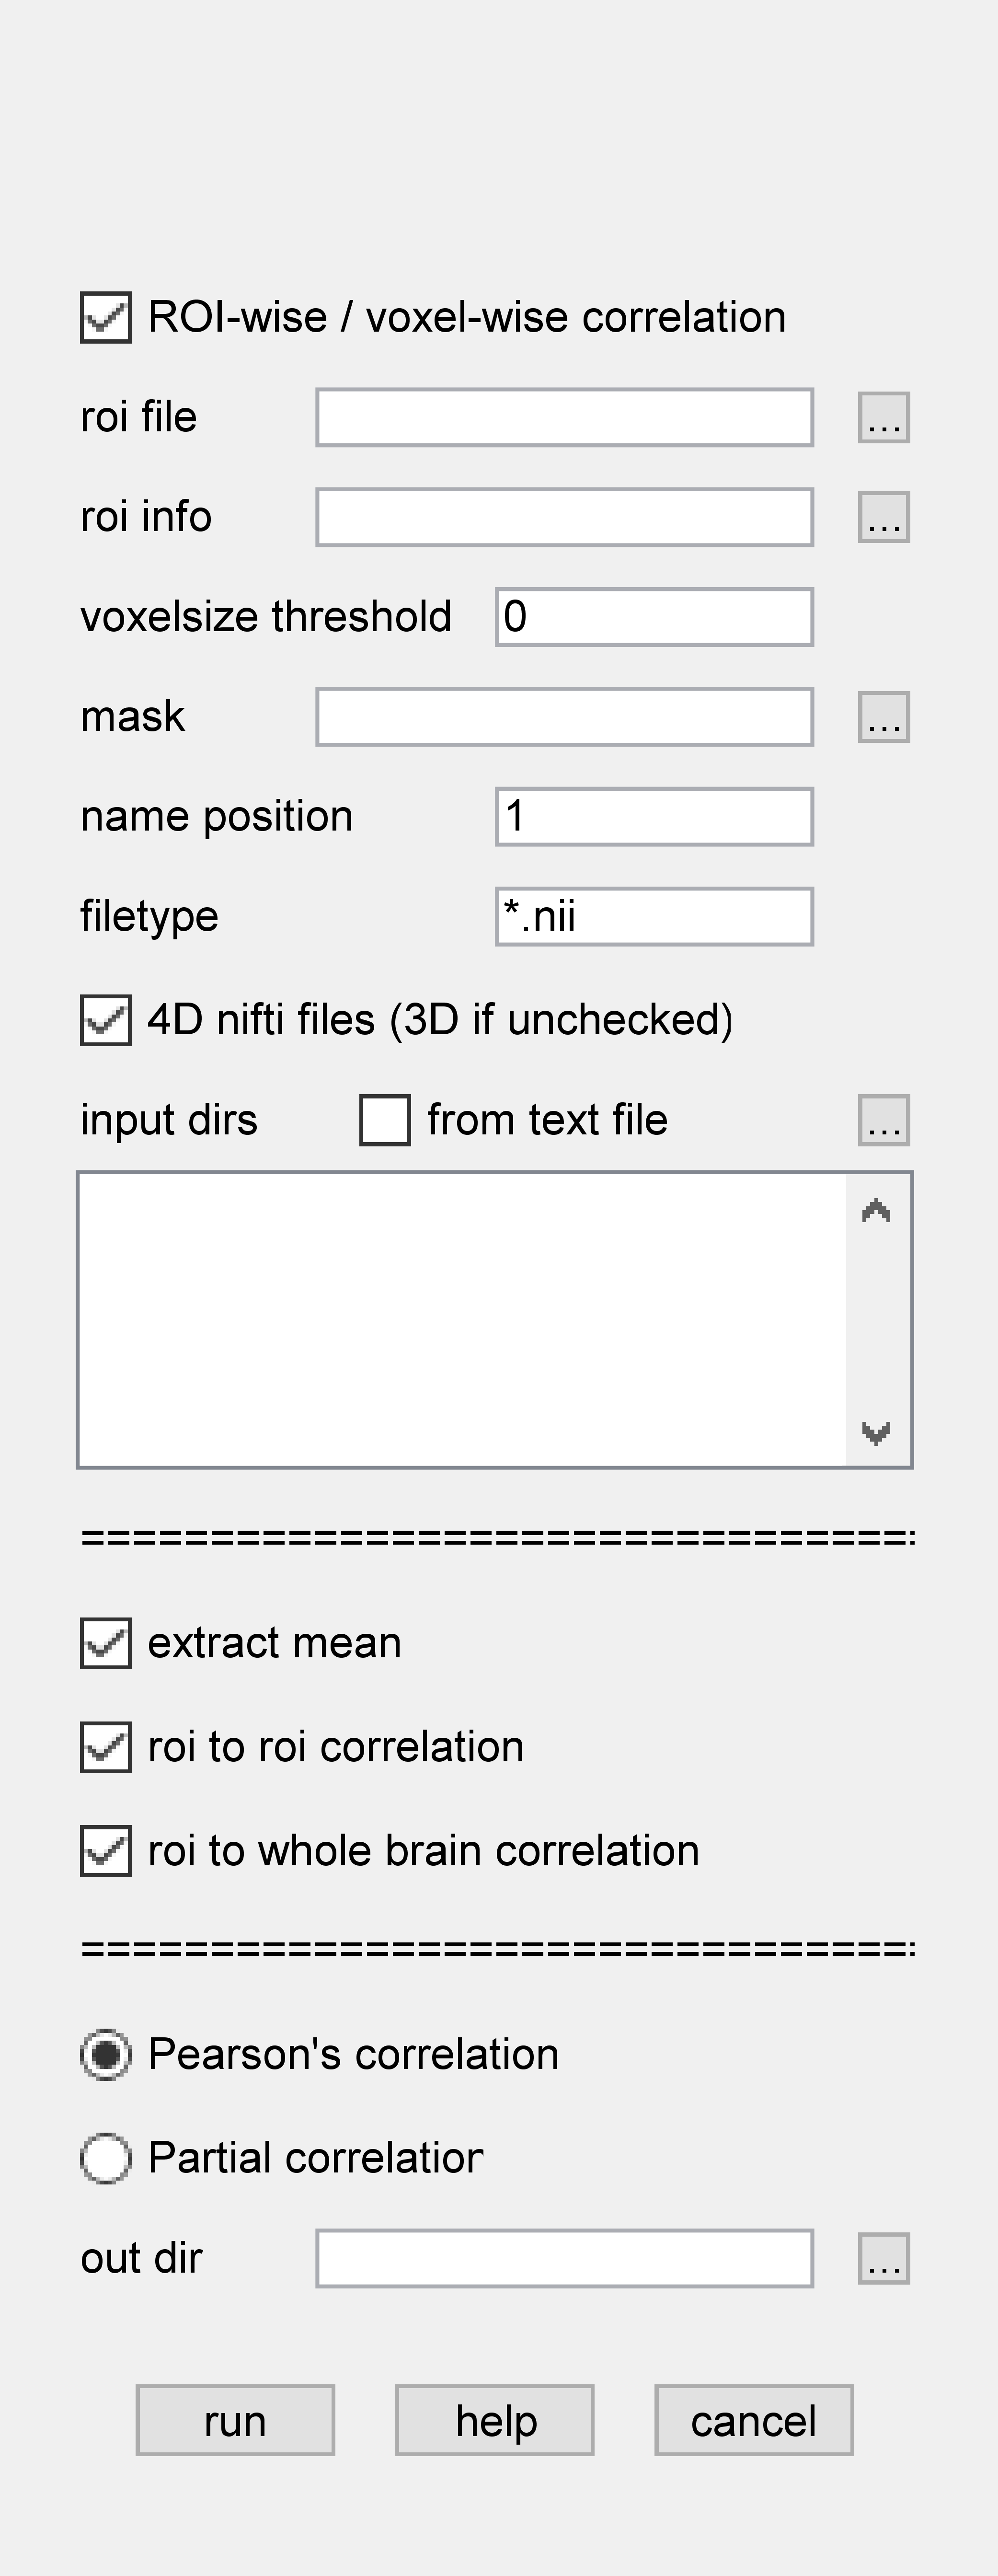 ROI-wise / voxel-wise correlation
roi file ...
roi info ...
voxelsize threshold 0
mask ...
name position 1
filetype *.nii
4D nifti files (3D if unchecked)
input dirs from text file ...
================================:
extract mean
roi to roi correlation
roi to whole brain correlation
================================:
Pearson's correlation
Partial correlation
out dir ...
run help cancel